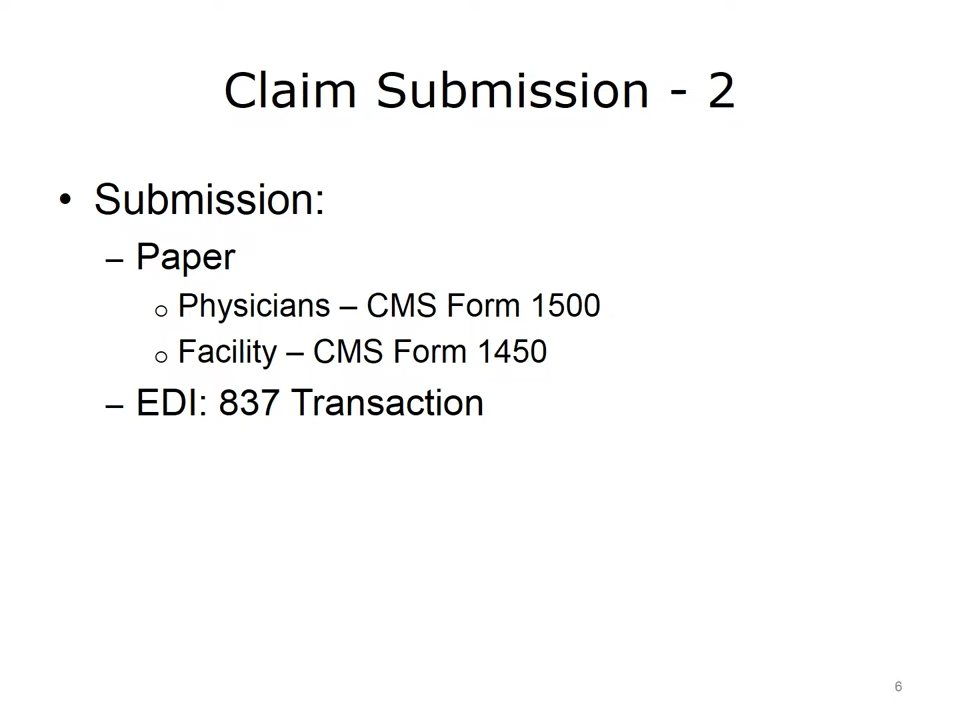 Claim Submission - 2
• Submission:
– Paper
o Physicians – CMS Form 1500
o Facility – CMS Form 1450
– EDI: 837 Transaction
6